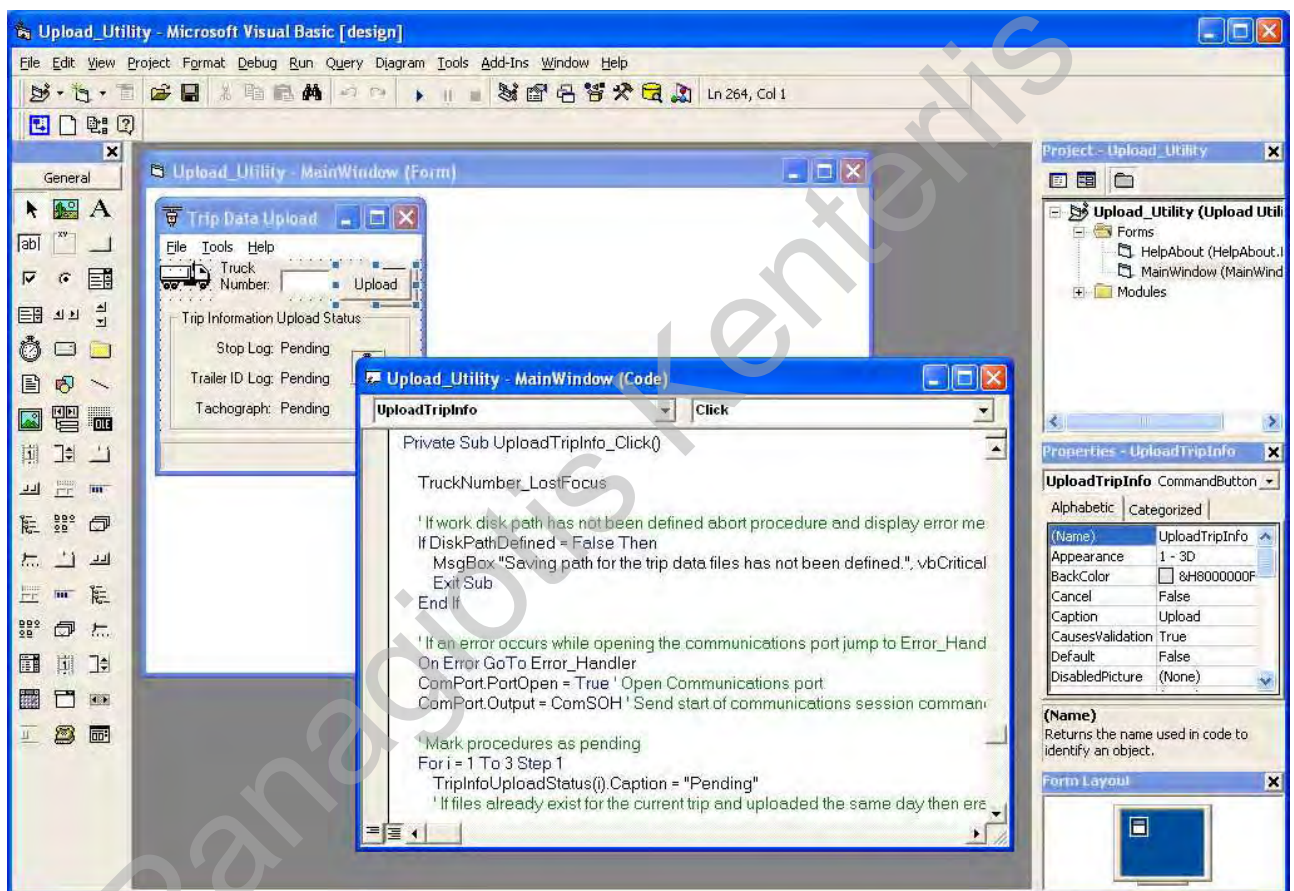 Upload_Utility - Microsoft Visual Basic [design]
File Edit View Project Format Debug Run Query Diagram Tools Add-Ins Window Help
Ln 264, Col 1
General
A
ab|
xy
OLE
Upload_Utility - MainWindow (Form)
Trip Data Upload
File Tools Help
Truck
Number:
Upload
Trip Information Upload Status
Stop Log: Pending
Trailer ID Log: Pending
Tachograph: Pending
Upload_Utility - MainWindow (Code)
UploadTripInfo
Click
Private Sub UploadTripInfo_Click()
TruckNumber_LostFocus
' If work disk path has not been defined abort procedure and display error me
If DiskPathDefined = False Then
MsgBox "Saving path for the trip data files has not been defined.", vbCritical
Exit Sub
End If
' If an error occurs while opening the communications port jump to Error_Hand
On Error GoTo Error_Handler
ComPort.PortOpen = True ' Open Communications port
ComPort.Output = ComSOH ' Send start of communications session comman
' Mark procedures as pending
For i = 1 To 3 Step 1
TripInfoUploadStatus(i).Caption = "Pending"
' If files already exist for the current trip and uploaded the same day then era
Project - Upload_Utility
Upload_Utility (Upload Utili
Forms
HelpAbout (HelpAbout.
MainWindow (MainWind
Modules
Properties - UploadTripInfo
UploadTripInfo CommandButton
Alphabetic Categorized
(Name) UploadTripInfo
Appearance 1 - 3D
BackColor &H8000000F
Cancel False
Caption Upload
CausesValidation True
Default False
DisabledPicture (None)
(Name)
Returns the name used in code to
identify an object.
Form Layout
Panagiotis Kenterlis